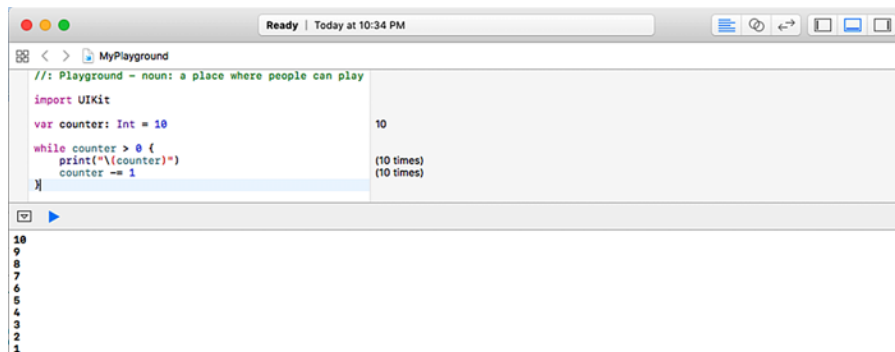 Ready | Today at 10:34 PM
MyPlayground
//: Playground - noun: a place where people can play
import UIKit
var counter: Int = 10
10
while counter > 0 {
print("\(counter)")
(10 times)
counter -= 1
(10 times)
}
10
9
8
7
6
5
4
3
2
1